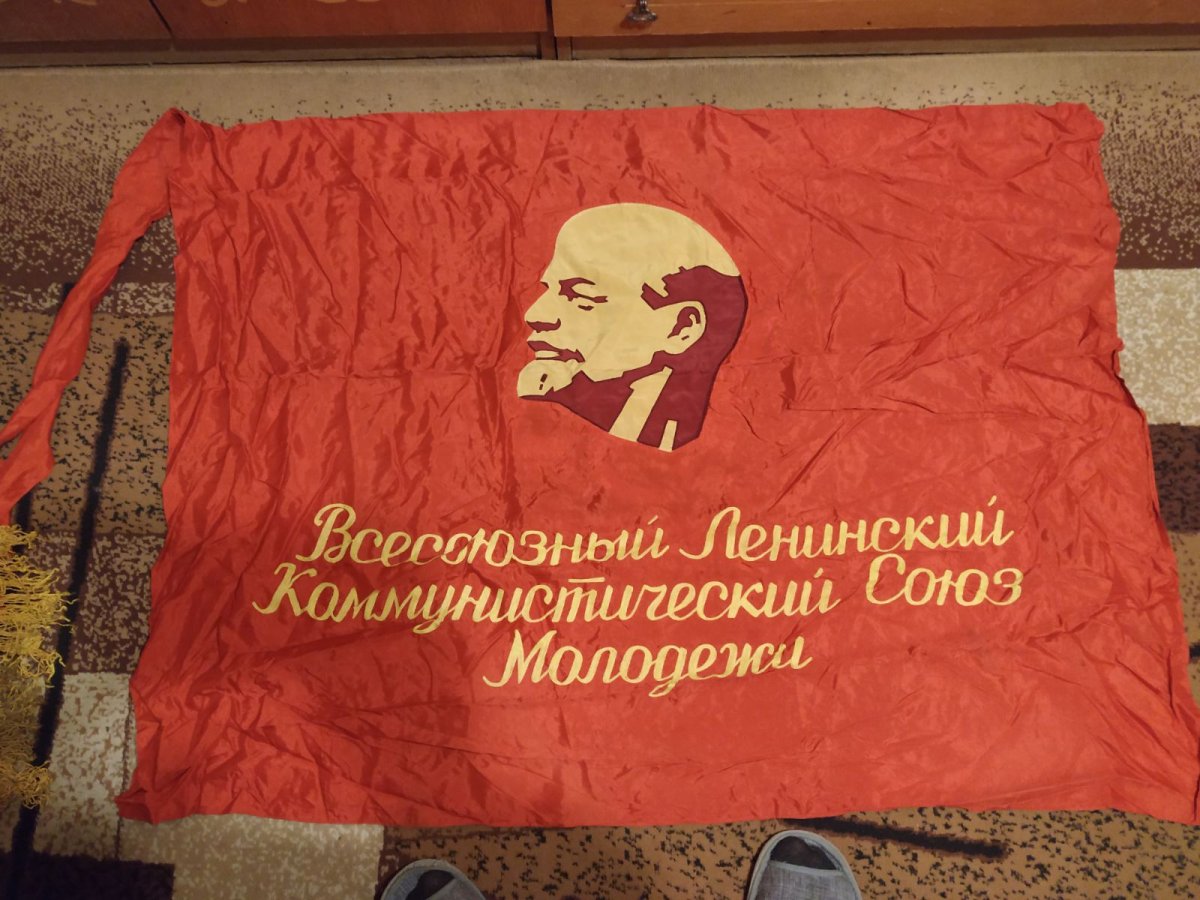 Всесоюзный Ленинский
Коммунистический Союз
Молодежи